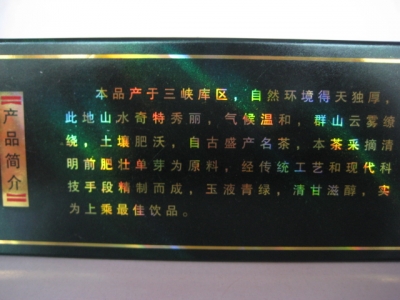 产品简介
本品产于三峡库区，自然环境得天独厚，
此地山水奇特秀丽，气候温和，群山云雾缭
绕，土壤肥沃，自古盛产名茶，本茶采摘清
明前肥壮单芽为原料，经传统工艺和现代科
技手段精制而成，玉液青绿，清甘滋醇，实
为上乘最佳饮品。